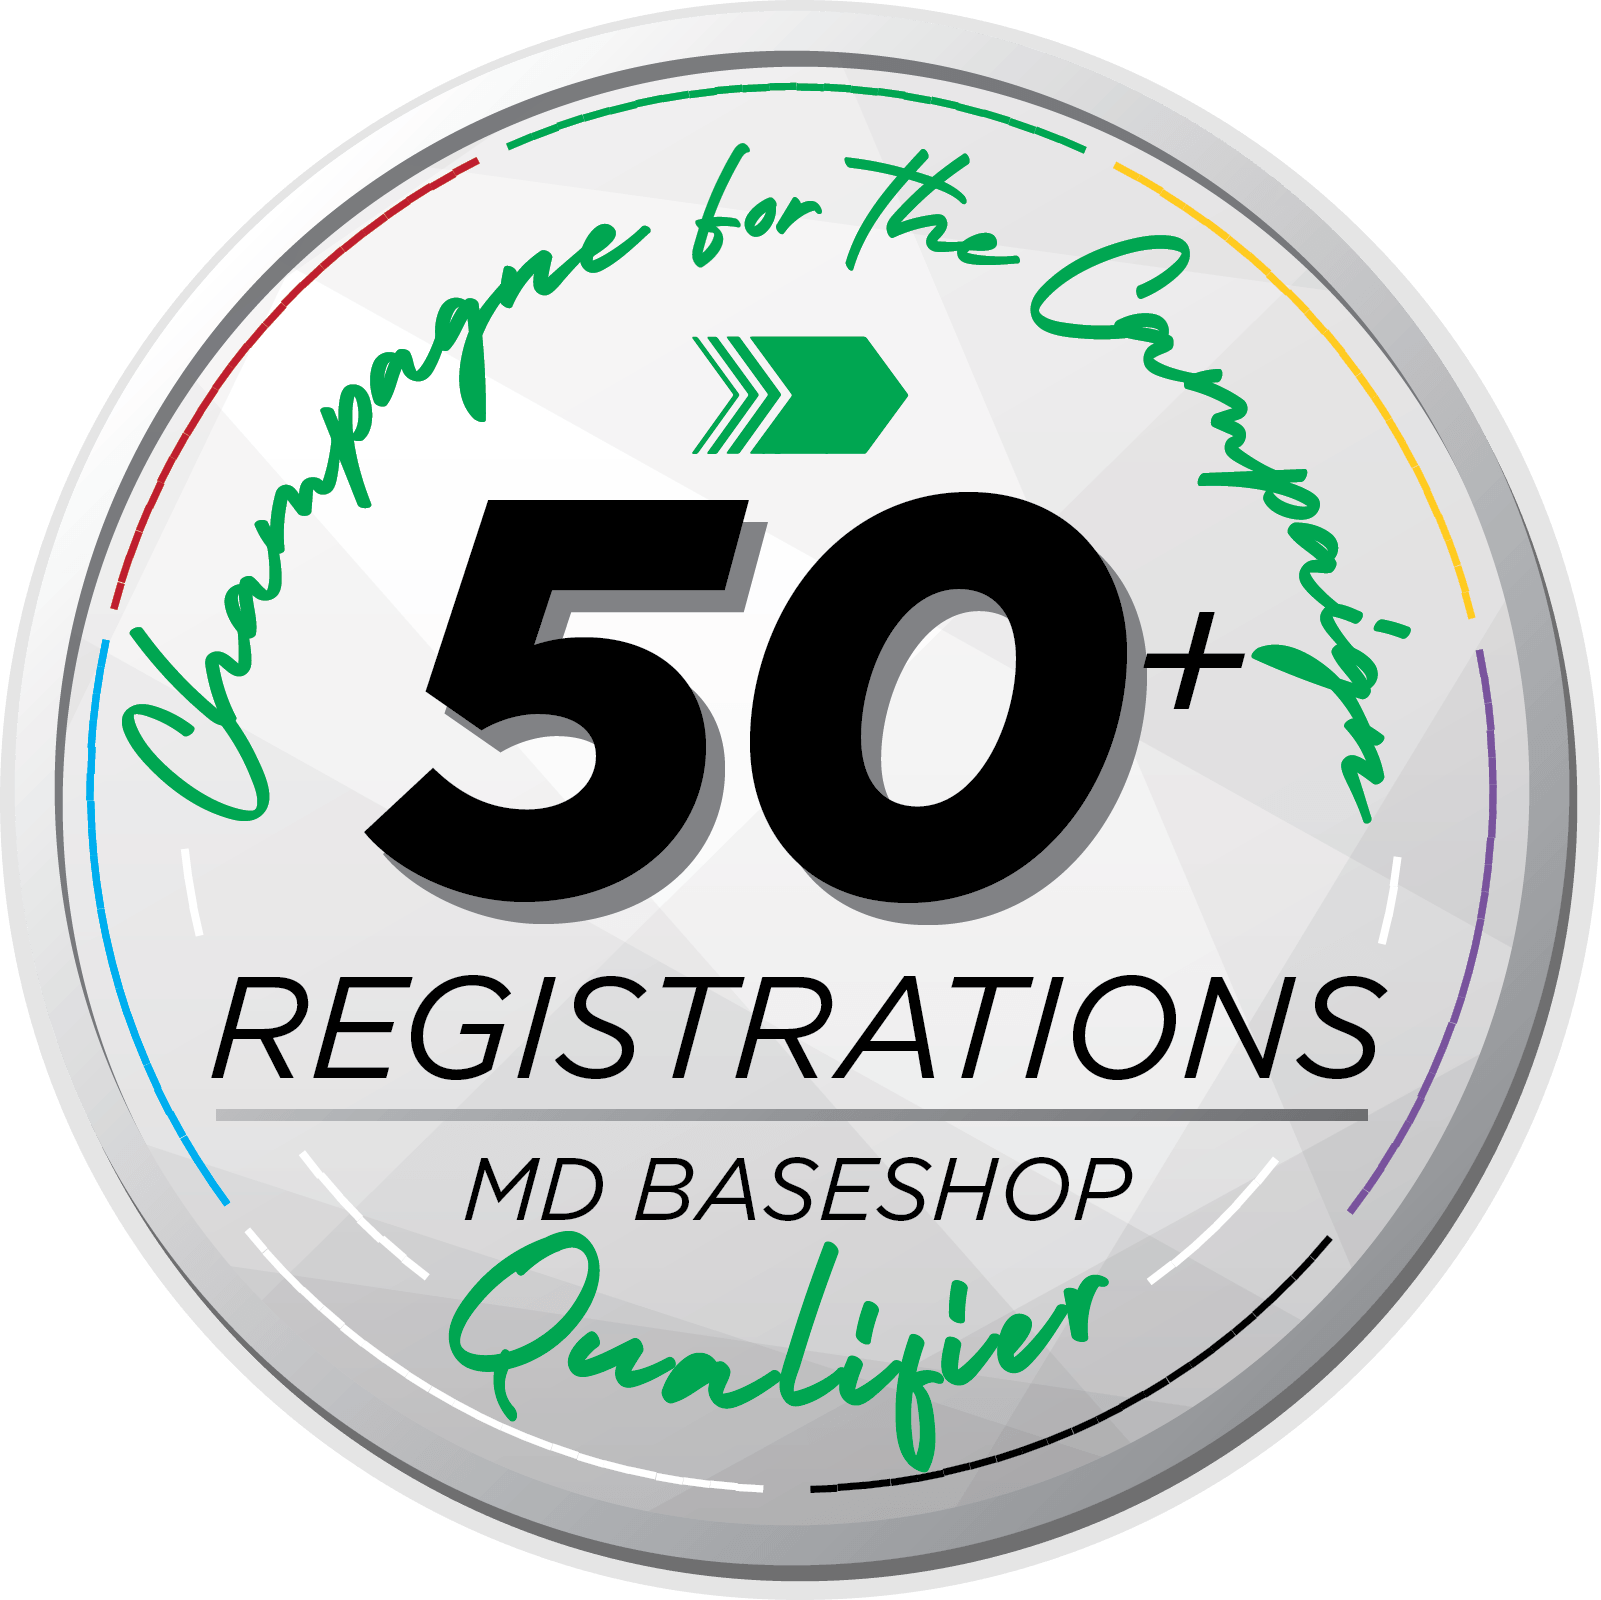 Champagne for the Campaign
50+
REGISTRATIONS
MD BASESHOP
Qualifier